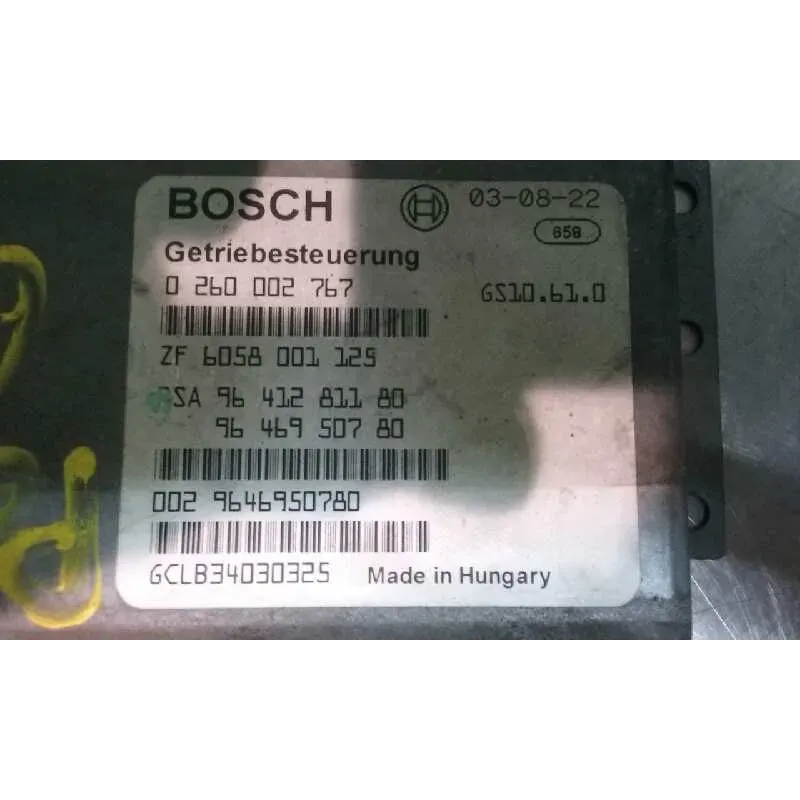 BOSCH 03-08-22
658
Getriebesteuerung
0 260 002 767 GS10.61.0
ZF 6058 001 125
PSA 96 412 811 80
96 469 507 80
002 9646950780
GCLB34030325 Made in Hungary